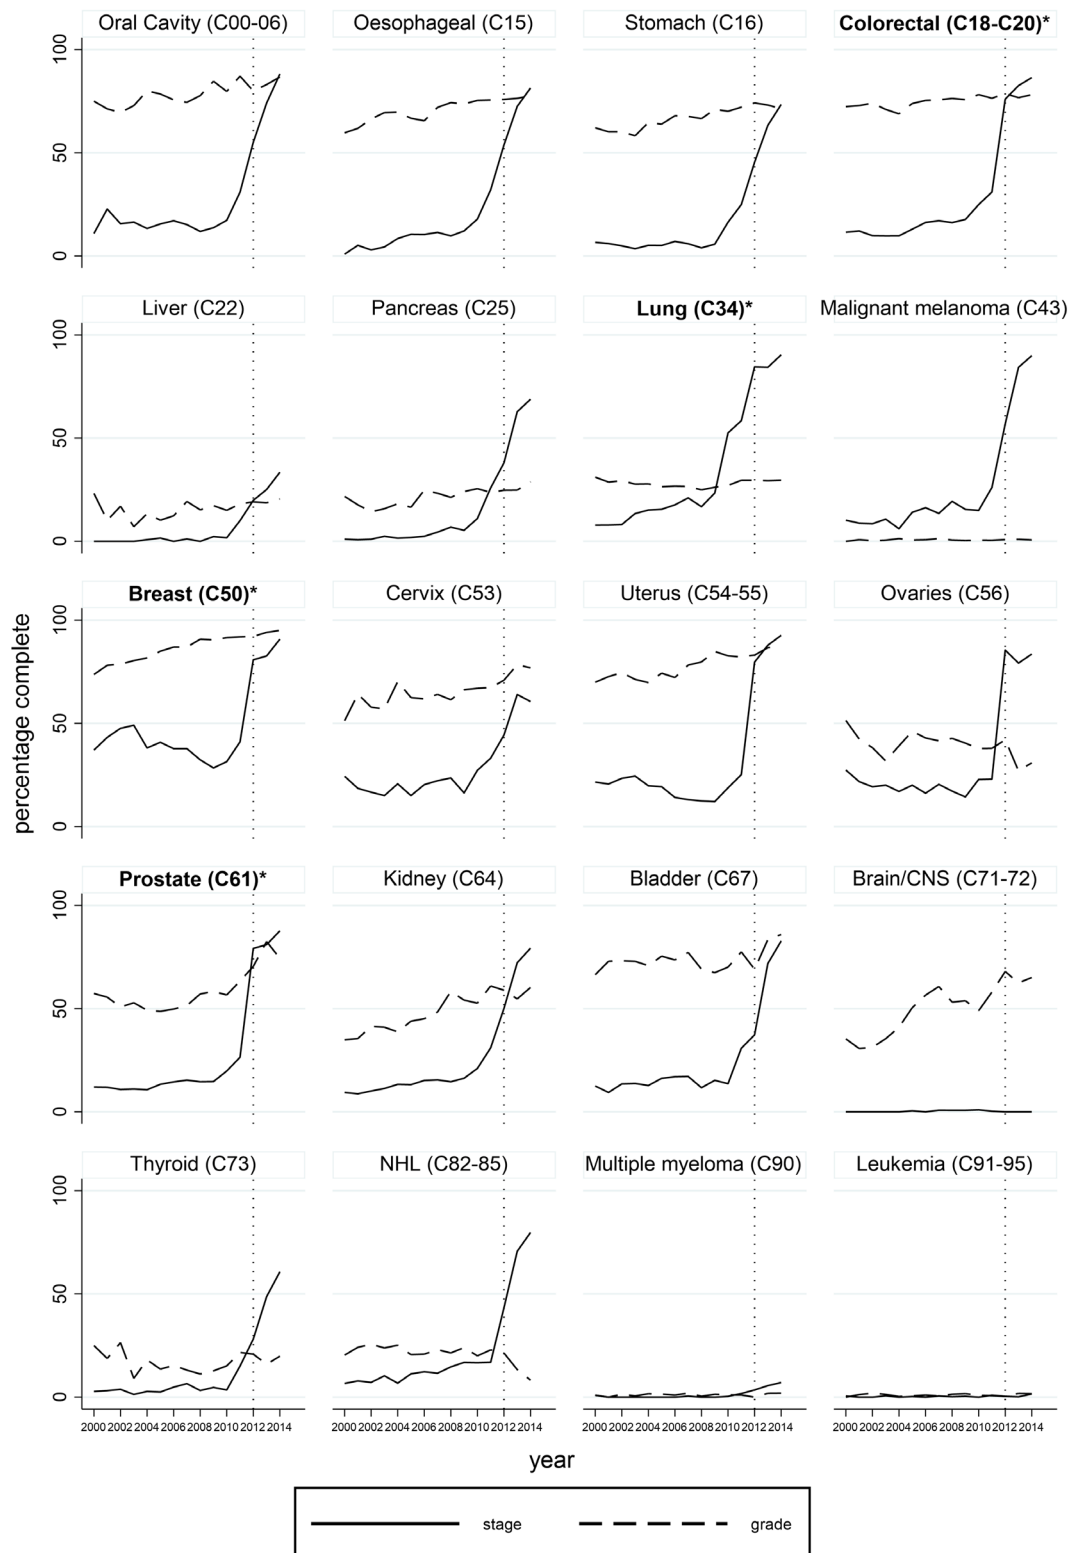 Oral Cavity (C00-06) Oesophageal (C15) Stomach (C16) Colorectal (C18-C20)*
100
50
0
Liver (C22) Pancreas (C25) Lung (C34)* Malignant melanoma (C43)
100
50
0
Breast (C50)* Cervix (C53) Uterus (C54-55) Ovaries (C56)
100
50
0
percentage complete
Prostate (C61)* Kidney (C64) Bladder (C67) Brain/CNS (C71-72)
100
50
0
Thyroid (C73) NHL (C82-85) Multiple myeloma (C90) Leukemia (C91-95)
100
50
0
2000 2002 2004 2006 2008 2010 2012 2014 2000 2002 2004 2006 2008 2010 2012 2014 2000 2002 2004 2006 2008 2010 2012 2014 2000 2002 2004 2006 2008 2010 2012 2014
year
stage grade